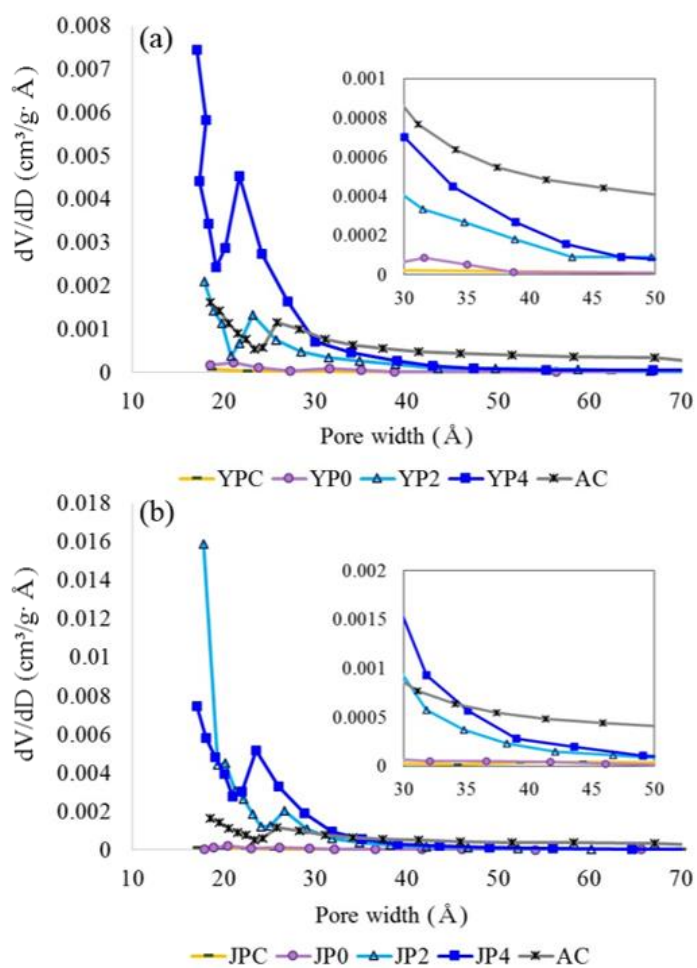 (a)
dV/dD (cm³/g· Å)
0.008
0.007
0.006
0.005
0.004
0.003
0.002
0.001
0
10 20 30 40 50 60 70
Pore width (Å)
0.001
0.0008
0.0006
0.0004
0.0002
0
30 35 40 45 50
YPC YP0 YP2 YP4 AC
(b)
dV/dD (cm³/g· Å)
0.018
0.016
0.014
0.012
0.01
0.008
0.006
0.004
0.002
0
10 20 30 40 50 60 70
Pore width (Å)
0.002
0.0015
0.001
0.0005
0
30 35 40 45 50
JPC JP0 JP2 JP4 AC